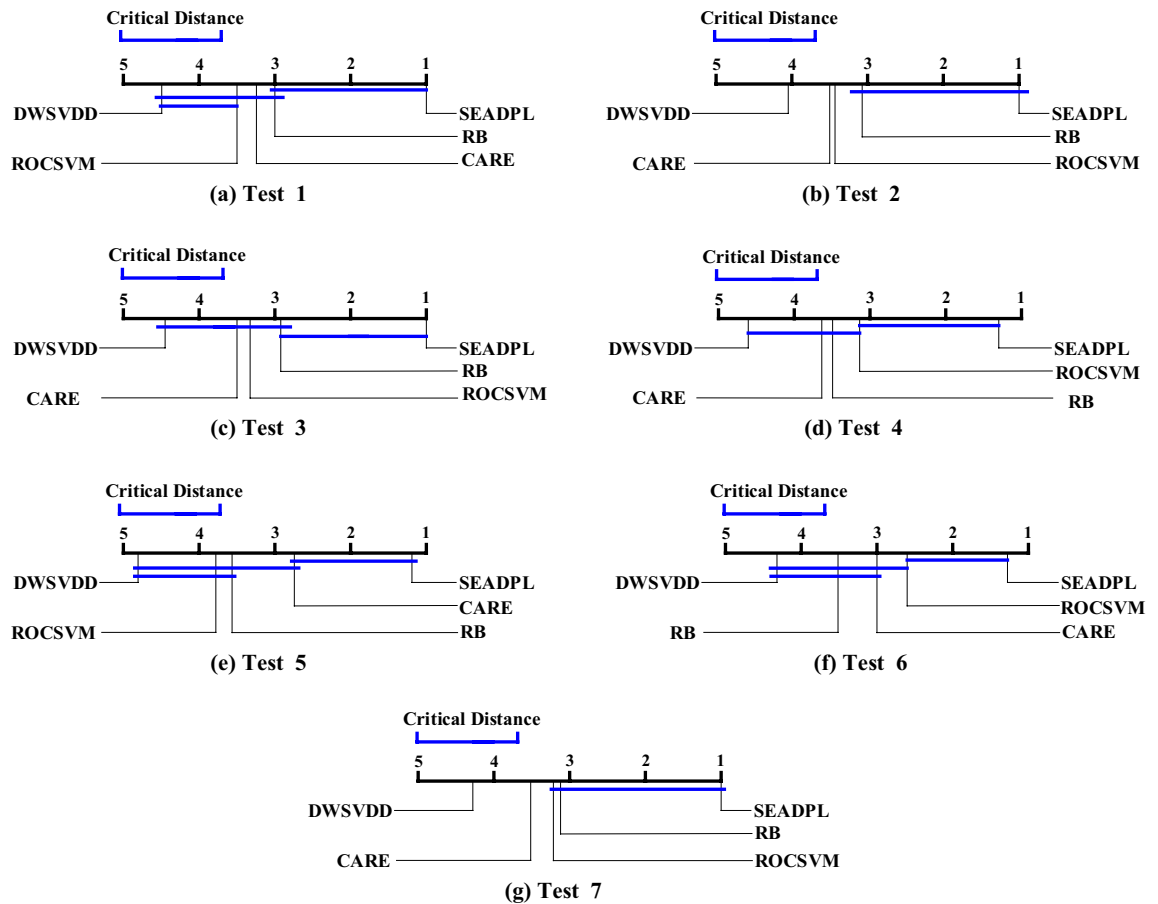 Critical Distance
5 4 3 2 1
DWSVDD
SEADPL
RB
ROCSVM
CARE
(a) Test 1
Critical Distance
5 4 3 2 1
DWSVDD
SEADPL
RB
CARE
ROCSVM
(b) Test 2
Critical Distance
5 4 3 2 1
DWSVDD
SEADPL
RB
CARE
ROCSVM
(c) Test 3
Critical Distance
5 4 3 2 1
DWSVDD
SEADPL
ROCSVM
CARE
RB
(d) Test 4
Critical Distance
5 4 3 2 1
DWSVDD
SEADPL
CARE
ROCSVM
RB
(e) Test 5
Critical Distance
5 4 3 2 1
DWSVDD
SEADPL
ROCSVM
RB
CARE
(f) Test 6
Critical Distance
5 4 3 2 1
DWSVDD
SEADPL
RB
CARE
ROCSVM
(g) Test 7